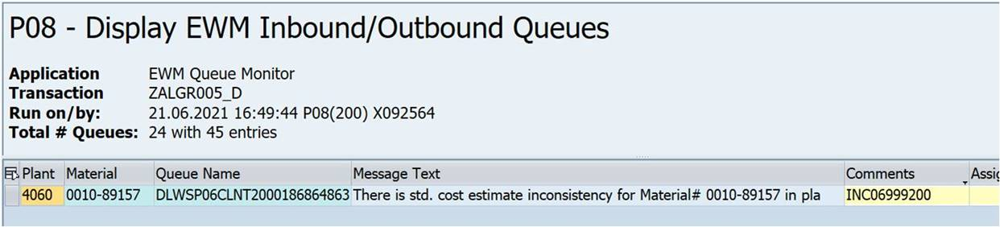 P08 - Display EWM Inbound/Outbound Queues
Application EWM Queue Monitor
Transaction ZALGR005_D
Run on/by: 21.06.2021 16:49:44 P08(200) X092564
Total # Queues: 24 with 45 entries
Plant Material Queue Name Message Text Comments Assig
4060 0010-89157 DLWSP06CLNT2000186864863 There is std. cost estimate inconsistency for Material# 0010-89157 in pla INC06999200